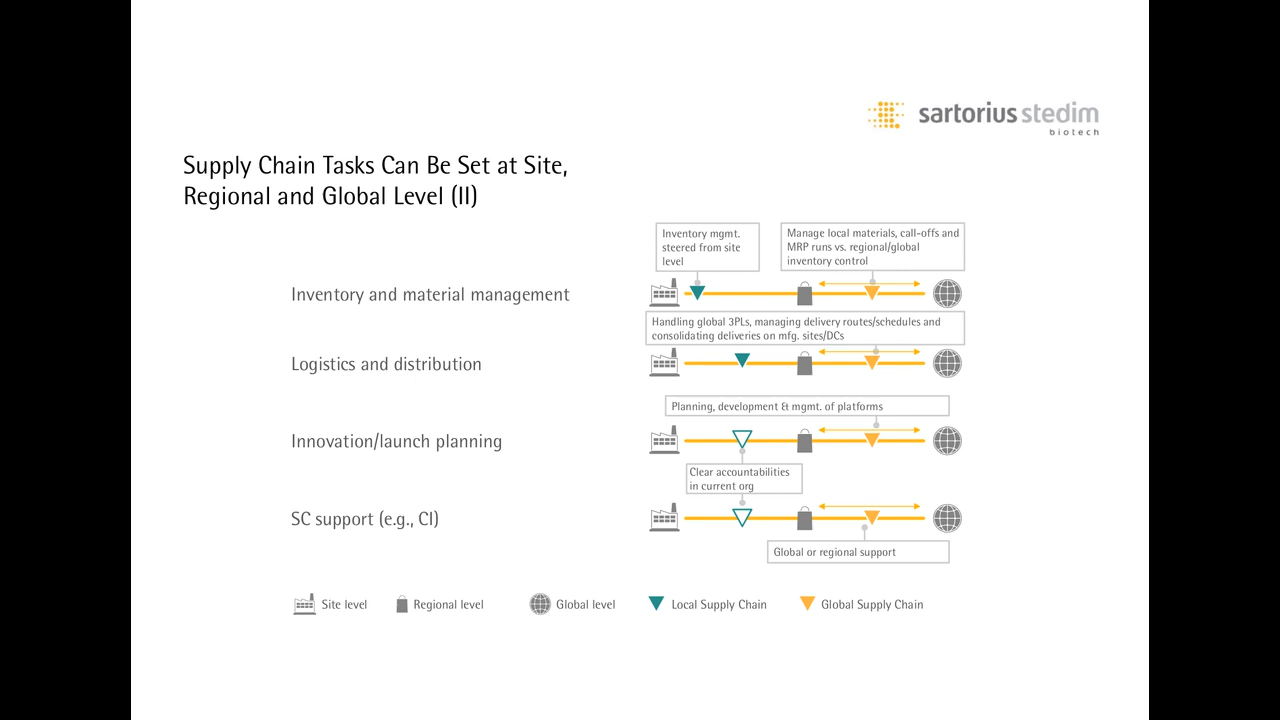 sartorius stedim
biotech
Supply Chain Tasks Can Be Set at Site,
Regional and Global Level (II)
Inventory mgmt.
steered from site
level
Manage local materials, call-offs and
MRP runs vs. regional/global
inventory control
Inventory and material management
Handling global 3PLs, managing delivery routes/schedules and
consolidating deliveries on mfg. sites/DCs
Logistics and distribution
Planning, development & mgmt. of platforms
Innovation/launch planning
Clear accountabilities
in current org
SC support (e.g., CI)
Global or regional support
Site level
Regional level
Global level
Local Supply Chain
Global Supply Chain